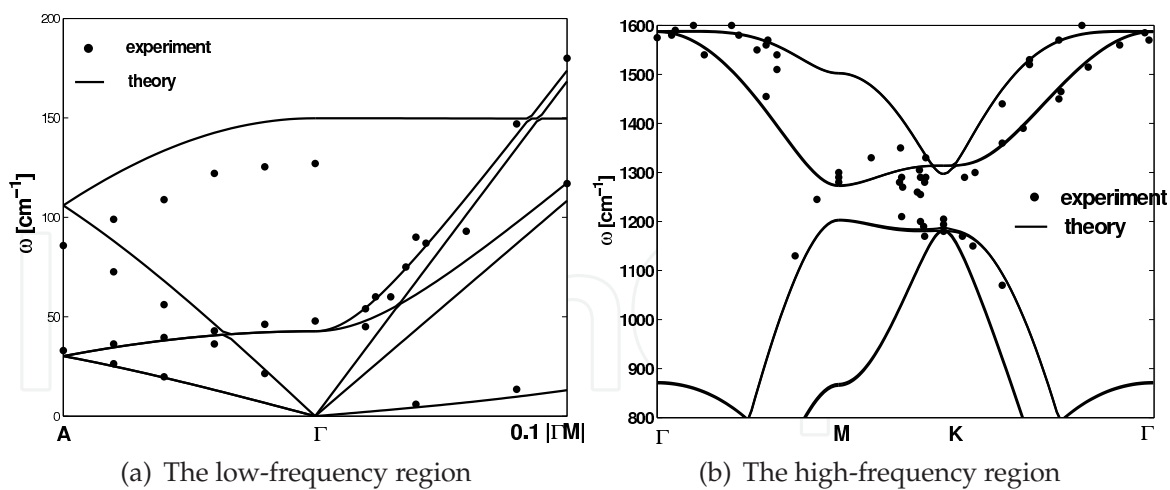 200
experiment
150
theory
100
ω [cm⁻¹]
50
0
A
Γ
0.1 |ΓM|
(a) The low-frequency region
1600
1500
1400
1300
experiment
ω [cm⁻¹]
1200
theory
1100
1000
900
800
Γ
M
K
Γ
(b) The high-frequency region